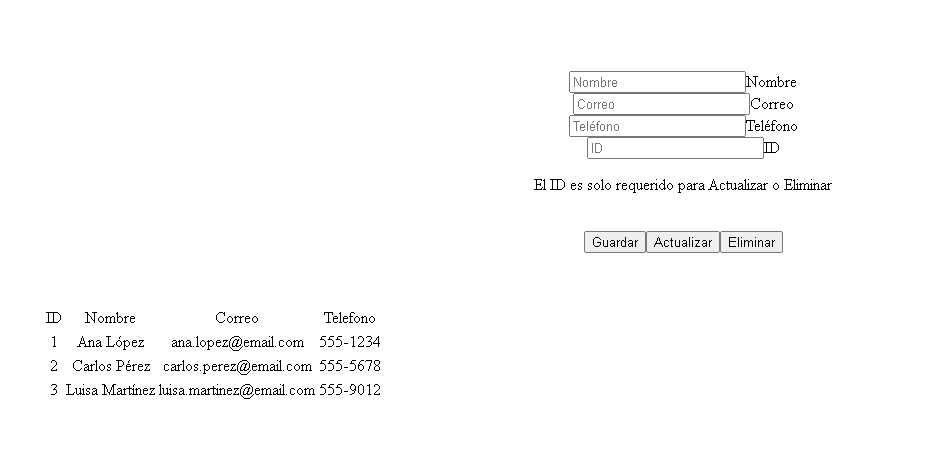 Nombre Nombre
Correo Correo
Teléfono Teléfono
ID ID
El ID es solo requerido para Actualizar o Eliminar
Guardar Actualizar Eliminar
ID Nombre Correo Telefono
1 Ana López ana.lopez@email.com 555-1234
2 Carlos Pérez carlos.perez@email.com 555-5678
3 Luisa Martínez luisa.martinez@email.com 555-9012